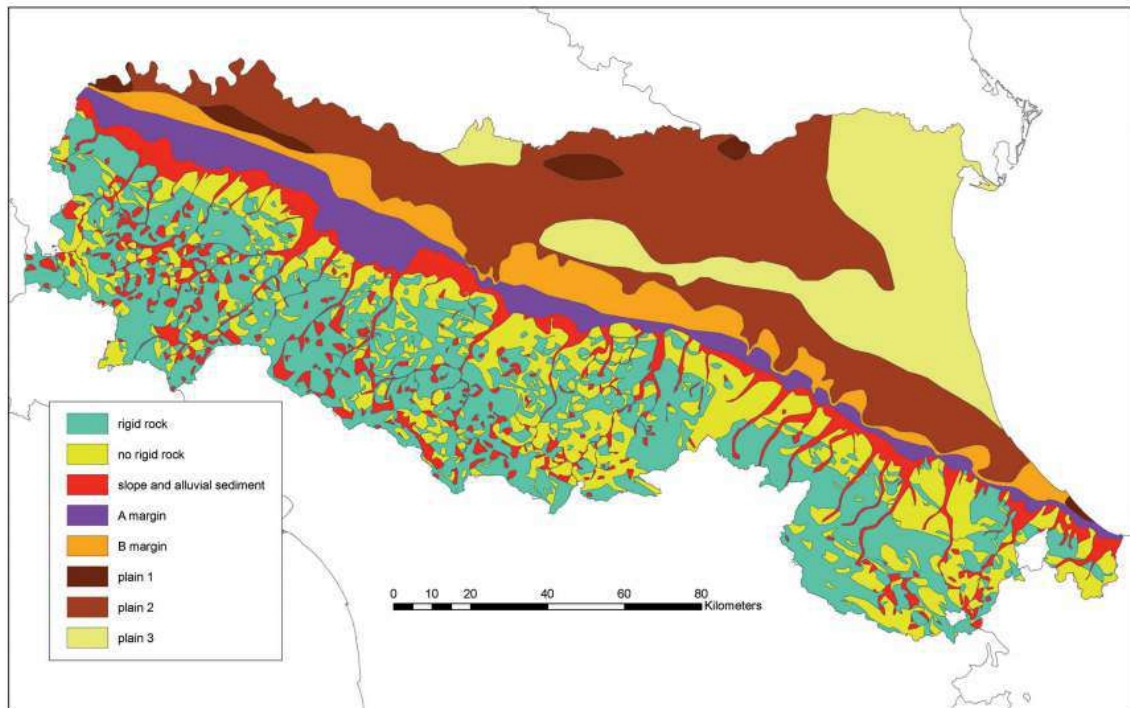 rigid rock
no rigid rock
slope and alluvial sediment
A margin
B margin
plain 1
plain 2
plain 3
0 10 20 40 60 80
Kilometers